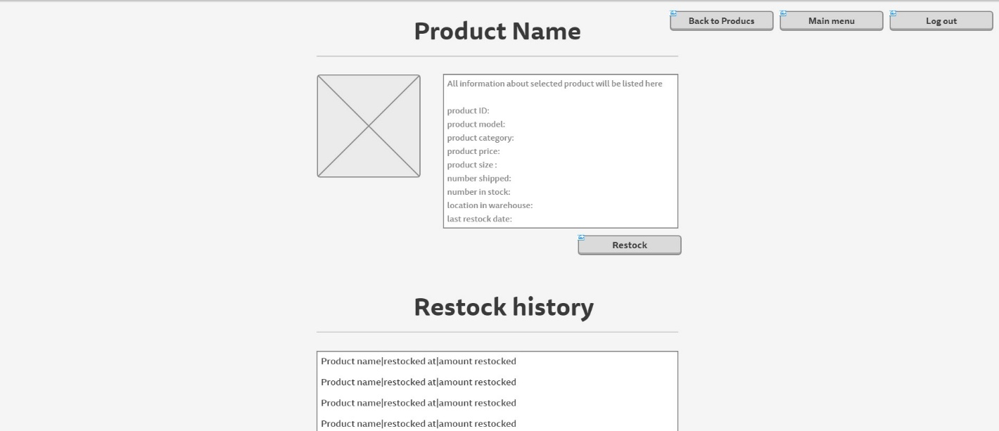 Back to Producs
Main menu
Log out
Product Name
All information about selected product will be listed here
product ID:
product model:
product category:
product price:
product size :
number shipped:
number in stock:
location in warehouse:
last restock date:
Restock
Restock history
Product name|restocked at|amount restocked
Product name|restocked at|amount restocked
Product name|restocked at|amount restocked
Product name|restocked at|amount restocked